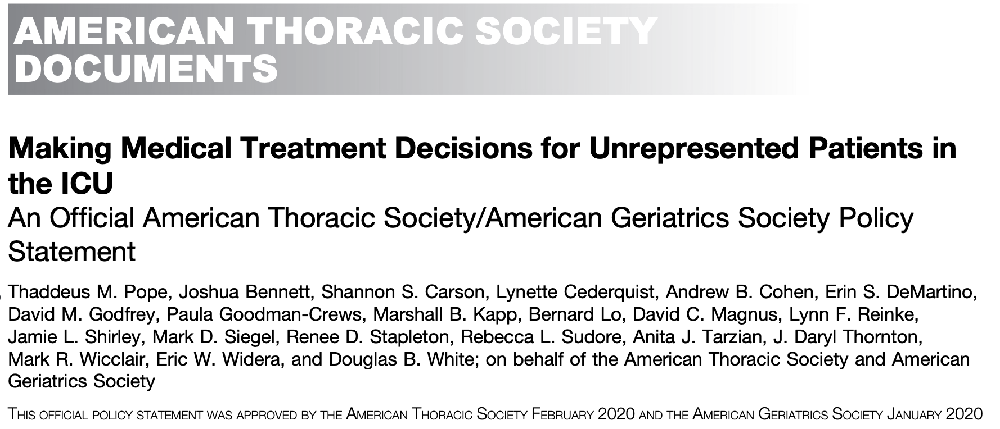 AMERICAN THORACIC SOCIETY
DOCUMENTS
Making Medical Treatment Decisions for Unrepresented Patients in
the ICU
An Official American Thoracic Society/American Geriatrics Society Policy
Statement
Thaddeus M. Pope, Joshua Bennett, Shannon S. Carson, Lynette Cederquist, Andrew B. Cohen, Erin S. DeMartino,
David M. Godfrey, Paula Goodman-Crews, Marshall B. Kapp, Bernard Lo, David C. Magnus, Lynn F. Reinke,
Jamie L. Shirley, Mark D. Siegel, Renee D. Stapleton, Rebecca L. Sudore, Anita J. Tarzian, J. Daryl Thornton,
Mark R. Wicclair, Eric W. Widera, and Douglas B. White; on behalf of the American Thoracic Society and American
Geriatrics Society
THIS OFFICIAL POLICY STATEMENT WAS APPROVED BY THE AMERICAN THORACIC SOCIETY FEBRUARY 2020 AND THE AMERICAN GERIATRICS SOCIETY JANUARY 2020